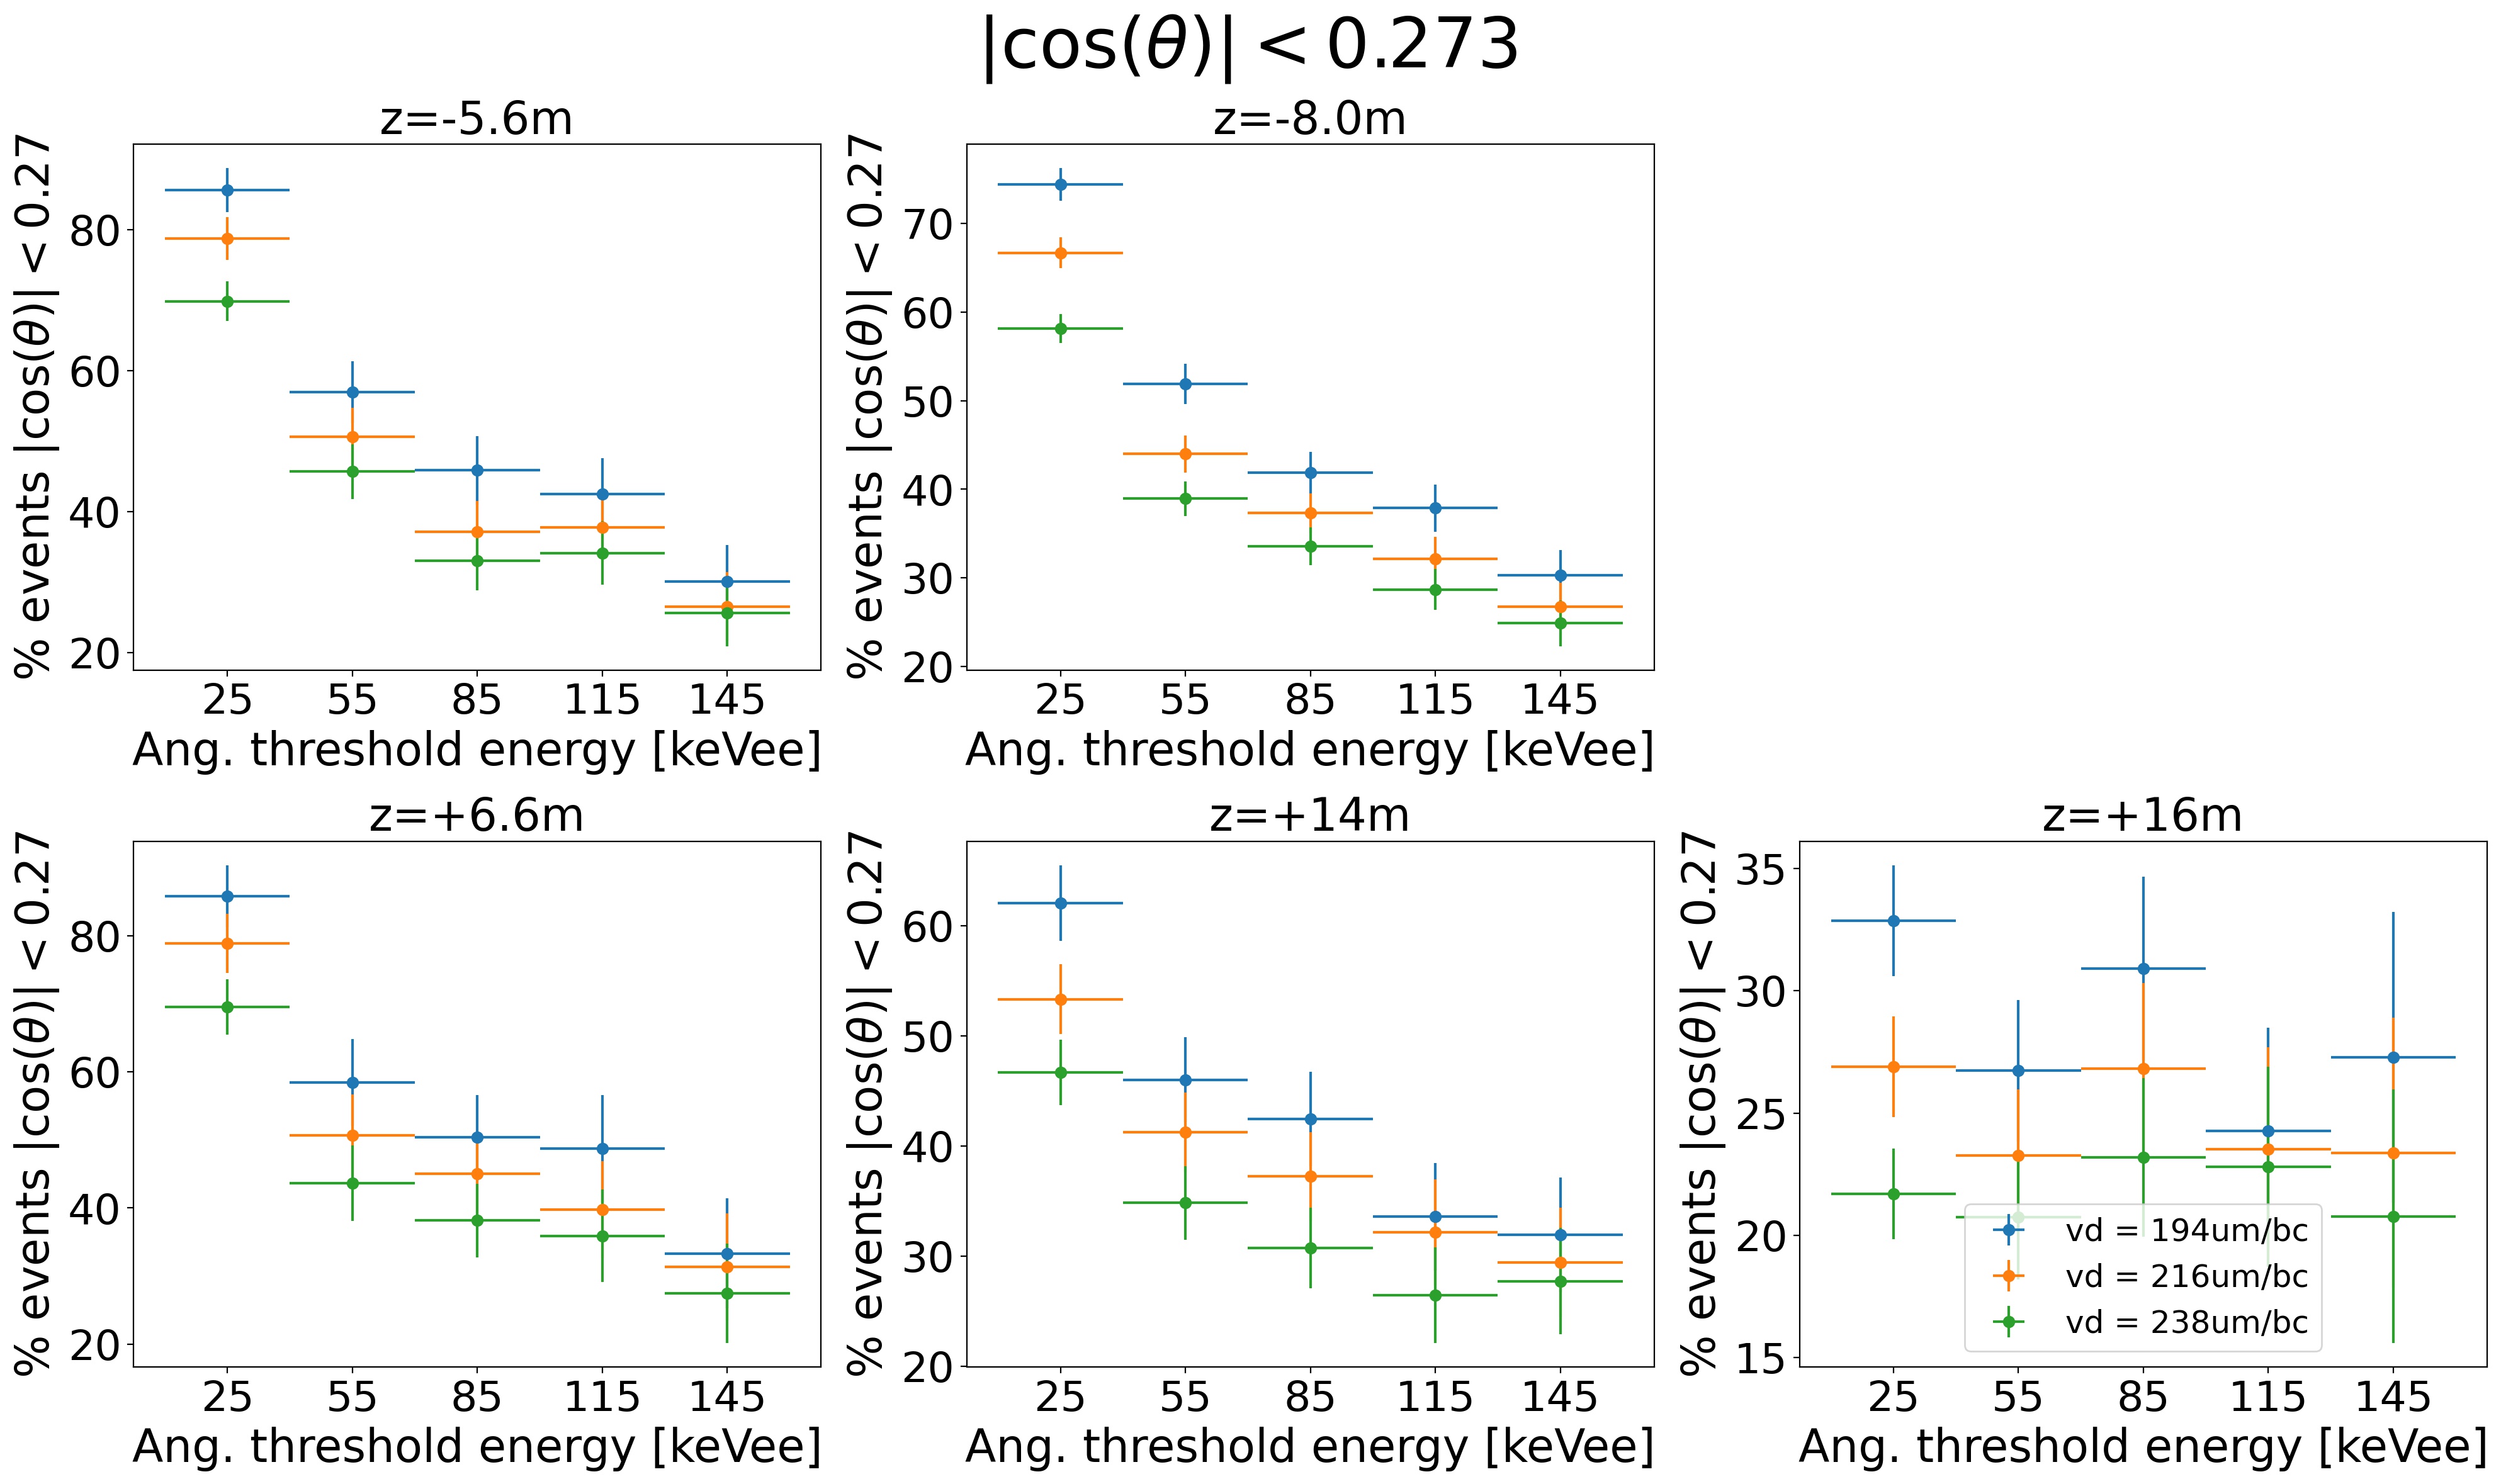 |cos(θ)| < 0.273
z=-5.6m
% events |cos(θ)| < 0.27
80
60
40
20
25 55 85 115 145
Ang. threshold energy [keVee]
z=-8.0m
% events |cos(θ)| < 0.27
70
60
50
40
30
20
25 55 85 115 145
Ang. threshold energy [keVee]
z=+6.6m
% events |cos(θ)| < 0.27
80
60
40
20
25 55 85 115 145
Ang. threshold energy [keVee]
z=+14m
% events |cos(θ)| < 0.27
60
50
40
30
20
25 55 85 115 145
Ang. threshold energy [keVee]
z=+16m
% events |cos(θ)| < 0.27
35
30
25
20
15
vd = 194um/bc
vd = 216um/bc
vd = 238um/bc
25 55 85 115 145
Ang. threshold energy [keVee]